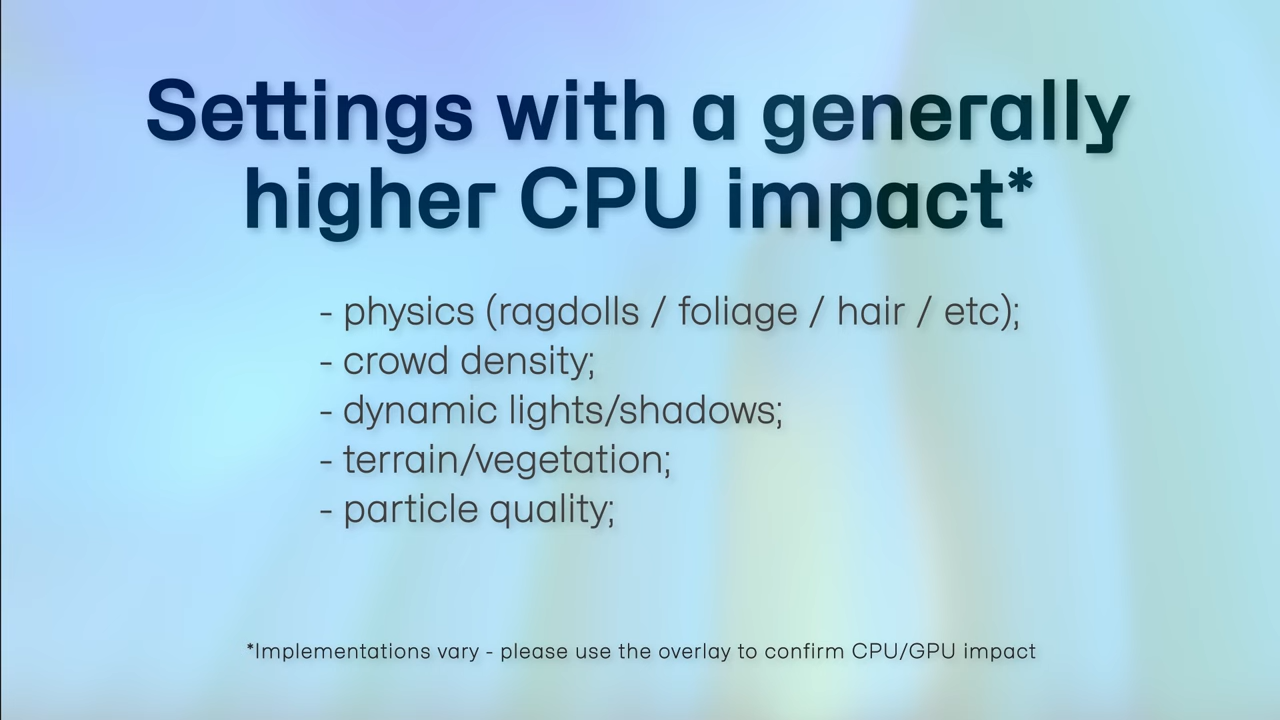 Settings with a generally
higher CPU impact*
- physics (ragdolls / foliage / hair / etc);
- crowd density;
- dynamic lights/shadows;
- terrain/vegetation;
- particle quality;
*Implementations vary - please use the overlay to confirm CPU/GPU impact